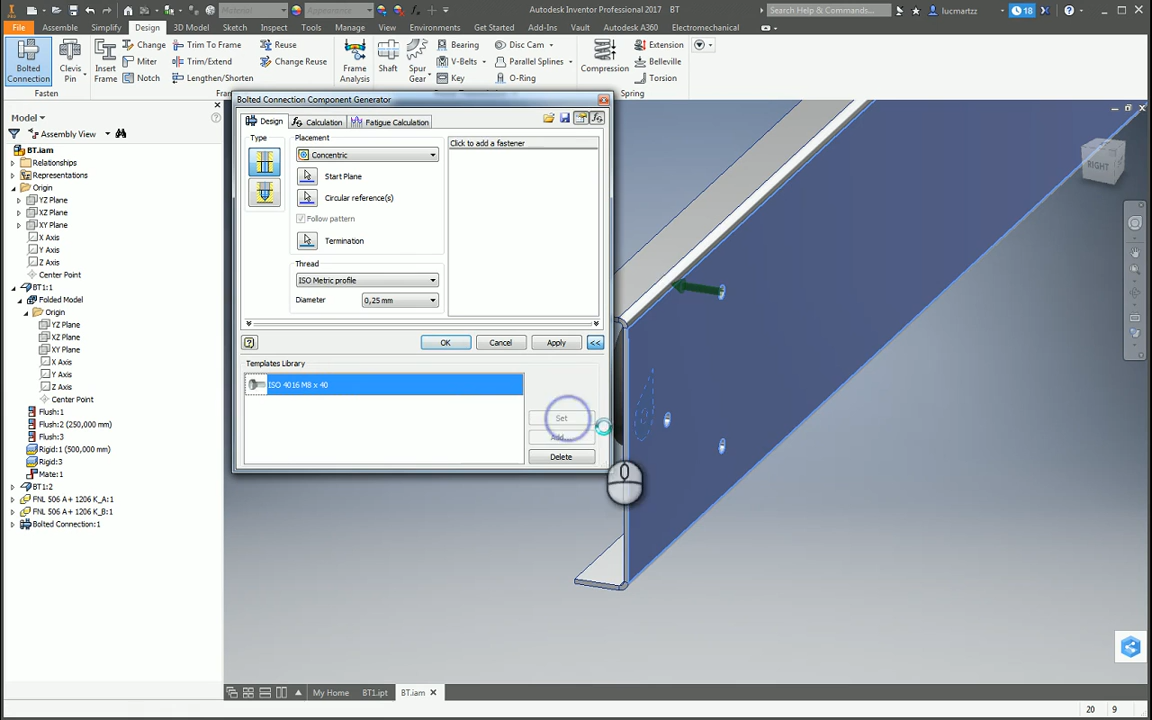 Autodesk Inventor Professional 2017 BT
Search Help & Commands...
lucmartzz
18
File Assemble Design 3D Model Sketch Inspect Tools Manage View Environments Get Started Add-Ins Vault Autodesk A360 Electromechanical
Bolted Connection
Clevis Pin
Insert Frame
Change
Miter
Notch
Trim To Frame
Trim/Extend
Lengthen/Shorten
Reuse
Change Reuse
Frame Analysis
Shaft
Spur Gear
Bearing
V-Belts
Key
Disc Cam
Parallel Splines
O-Ring
Compression
Extension
Belleville
Torsion
Fasten
Spring
Model
Assembly View
BT.iam
Relationships
Representations
Origin
YZ Plane
XZ Plane
XY Plane
X Axis
Y Axis
Z Axis
Center Point
BT1:1
Folded Model
Origin
YZ Plane
XZ Plane
XY Plane
X Axis
Y Axis
Z Axis
Center Point
Flush:1
Flush:2 (250,000 mm)
Flush:3
Rigid:1 (500,000 mm)
Rigid:3
Mate:1
BT1:2
FNL 506 A+ 1206 K_A:1
FNL 506 A+ 1206 K_B:1
Bolted Connection:1
Bolted Connection Component Generator
Design Calculation Fatigue Calculation
Type
Placement
Concentric
Start Plane
Circular reference(s)
Follow pattern
Termination
Thread
ISO Metric profile
Diameter 0,25 mm
Click to add a fastener
OK Cancel Apply <<
Templates Library
ISO 4016 M8 x 40
Set
Add...
Delete
RIGHT
My Home BT1.ipt BT.iam
20 9